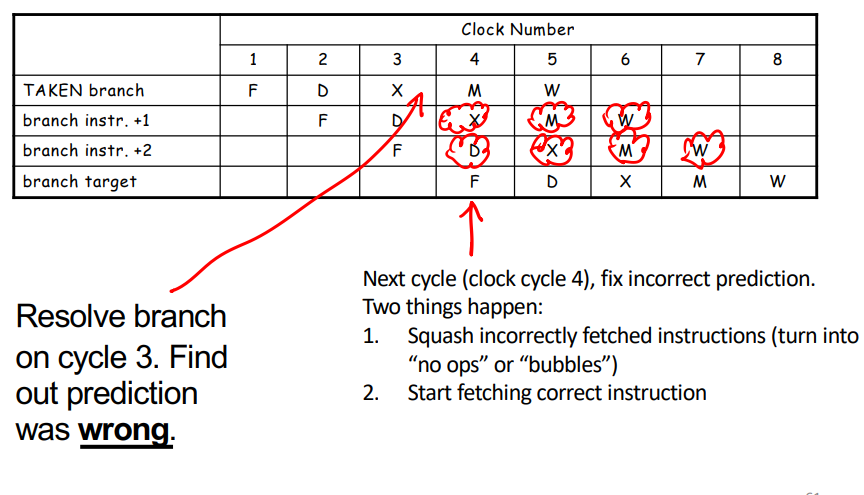 Clock Number
1 2 3 4 5 6 7 8
TAKEN branch F D X M W
branch instr. +1 F D X M W
branch instr. +2 F D X M W
branch target F D X M W
Resolve branch
on cycle 3. Find
out prediction
was wrong.
Next cycle (clock cycle 4), fix incorrect prediction.
Two things happen:
1. Squash incorrectly fetched instructions (turn into
“no ops” or “bubbles”)
2. Start fetching correct instruction